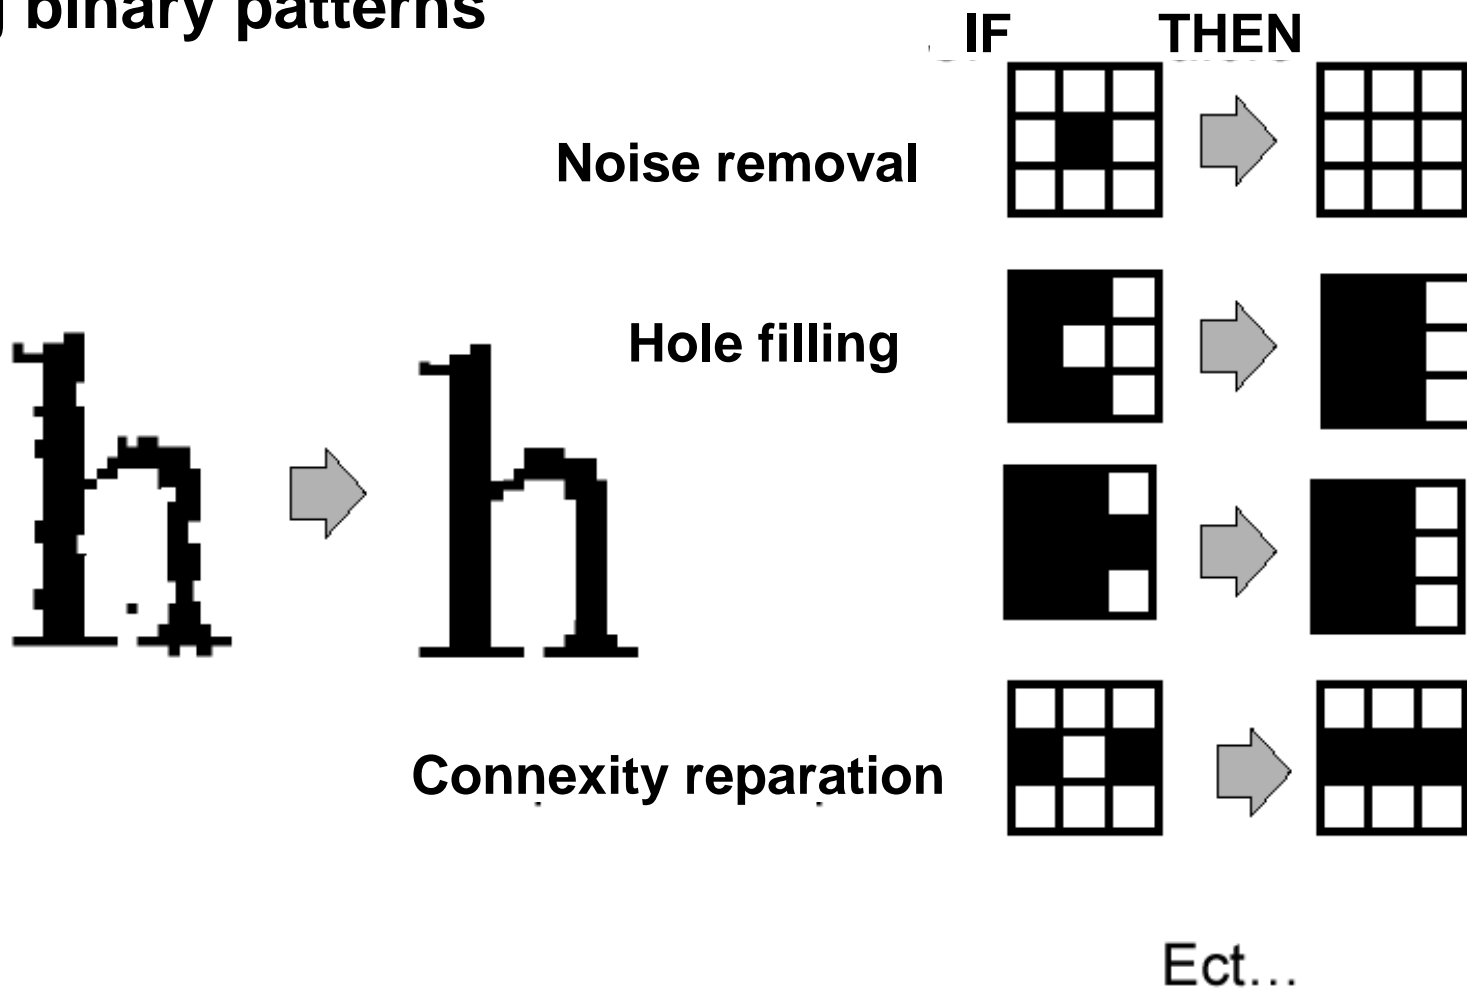 binary patterns
IF THEN
Noise removal
Hole filling
Connexity reparation
Ect…